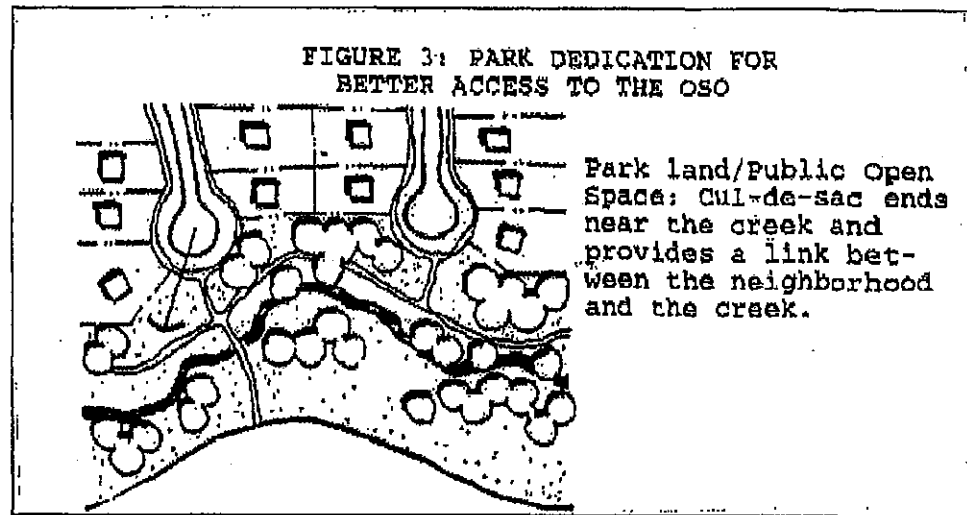 FIGURE 3: PARK DEDICATION FOR
BETTER ACCESS TO THE OSO
Park land/Public Open
Space: Cul-de-sac ends
near the creek and
provides a link bet-
ween the neighborhood
and the creek.